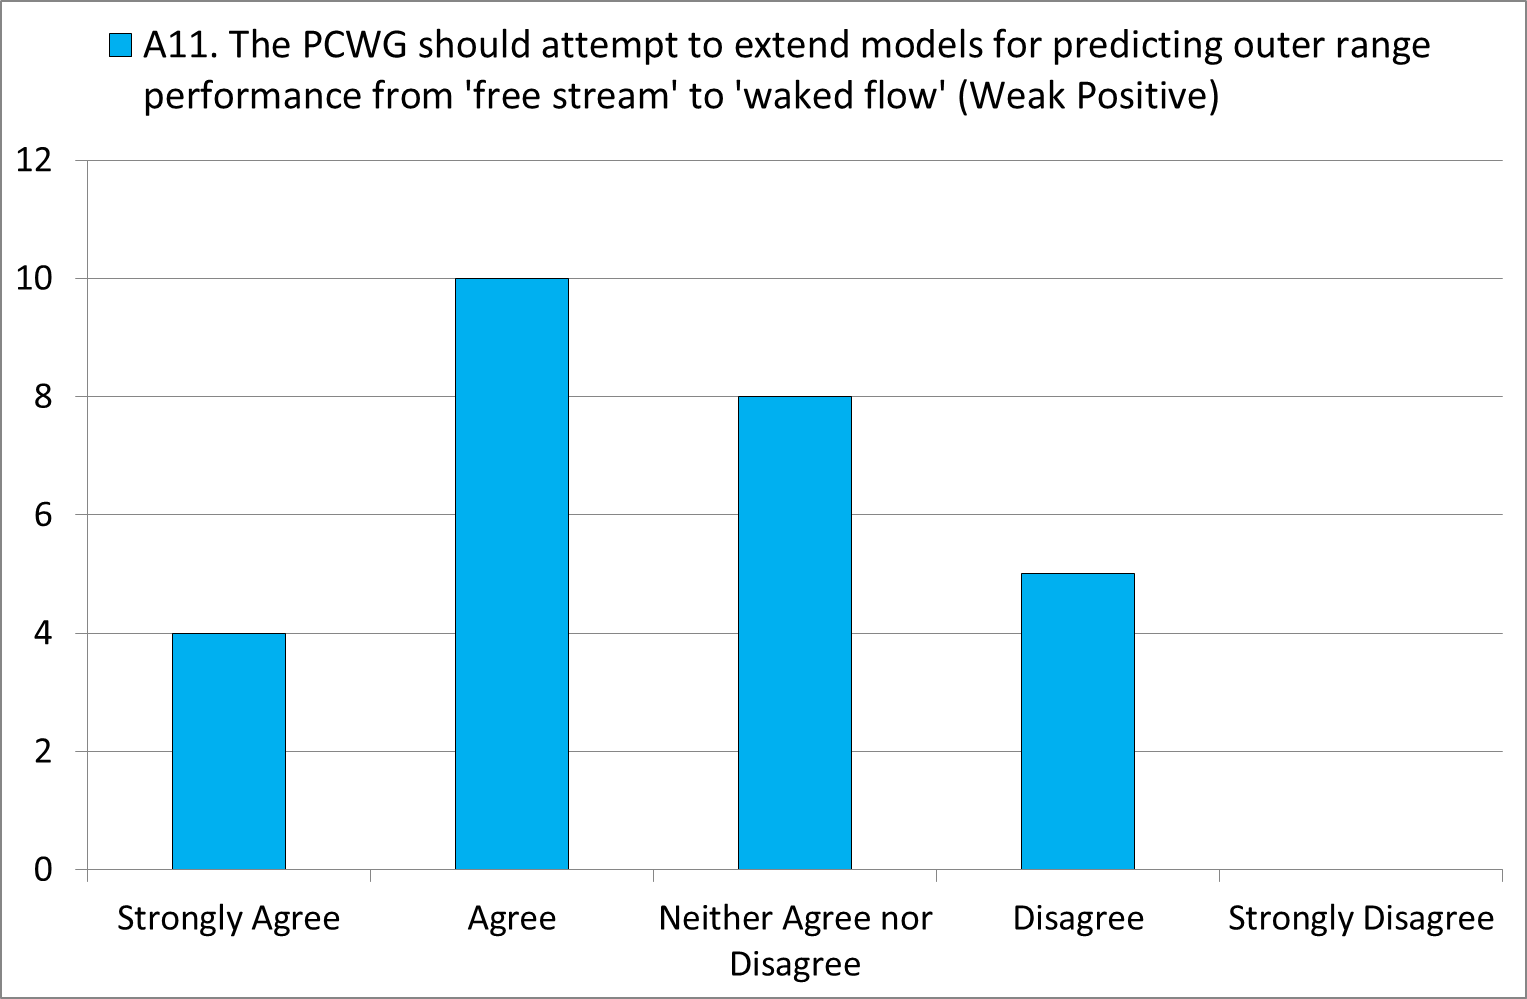 A11. The PCWG should attempt to extend models for predicting outer range
performance from 'free stream' to 'waked flow' (Weak Positive)
12
10
8
6
4
2
0
Strongly Agree
Agree
Neither Agree nor
Disagree
Disagree
Strongly Disagree